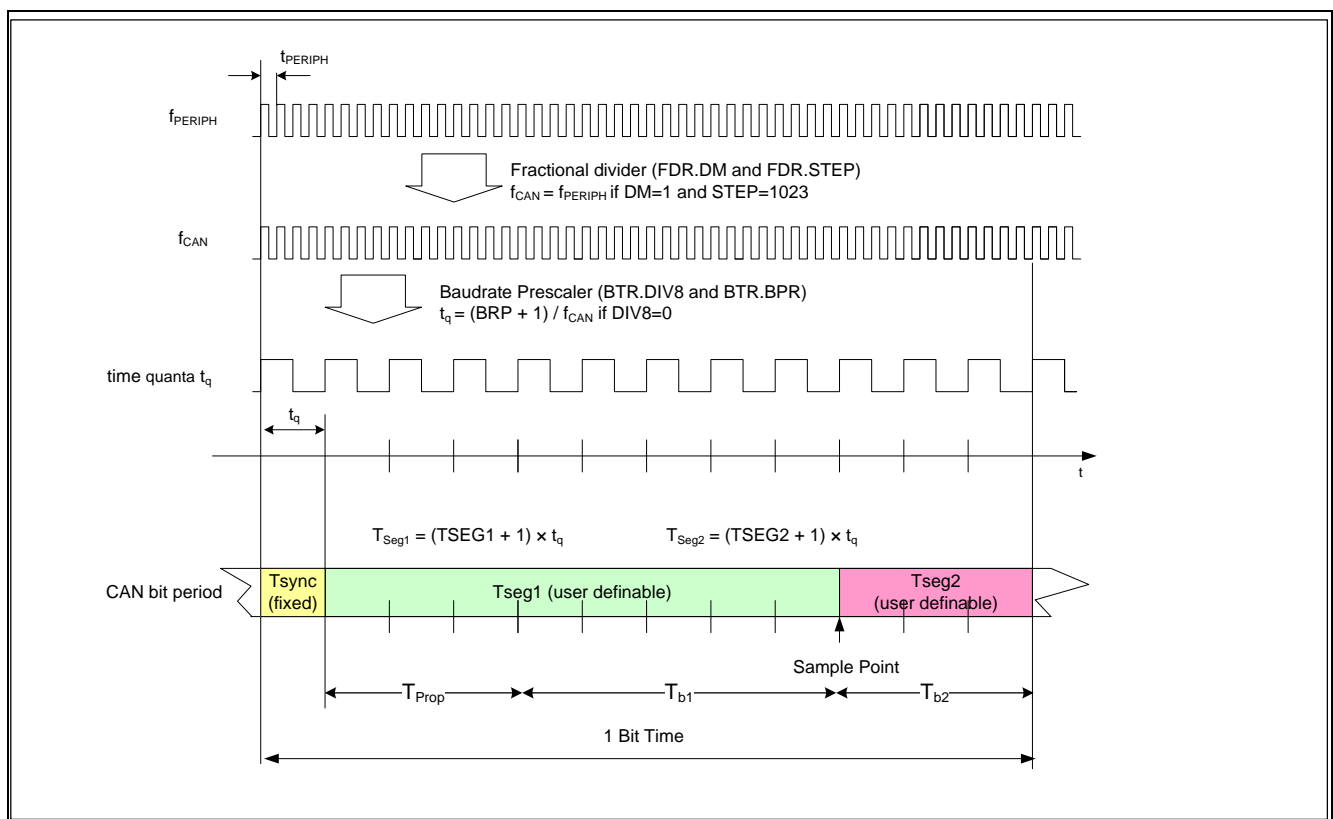 tPERIPH
fPERIPH
Fractional divider (FDR.DM and FDR.STEP)
fCAN = fPERIPH if DM=1 and STEP=1023
fCAN
Baudrate Prescaler (BTR.DIV8 and BTR.BPR)
tq = (BRP + 1) / fCAN if DIV8=0
time quanta tq
tq
t
TSeg1 = (TSEG1 + 1) × tq
TSeg2 = (TSEG2 + 1) × tq
CAN bit period
Tsync
(fixed)
Tseg1 (user definable)
Tseg2
(user definable)
Sample Point
TProp
Tb1
Tb2
1 Bit Time